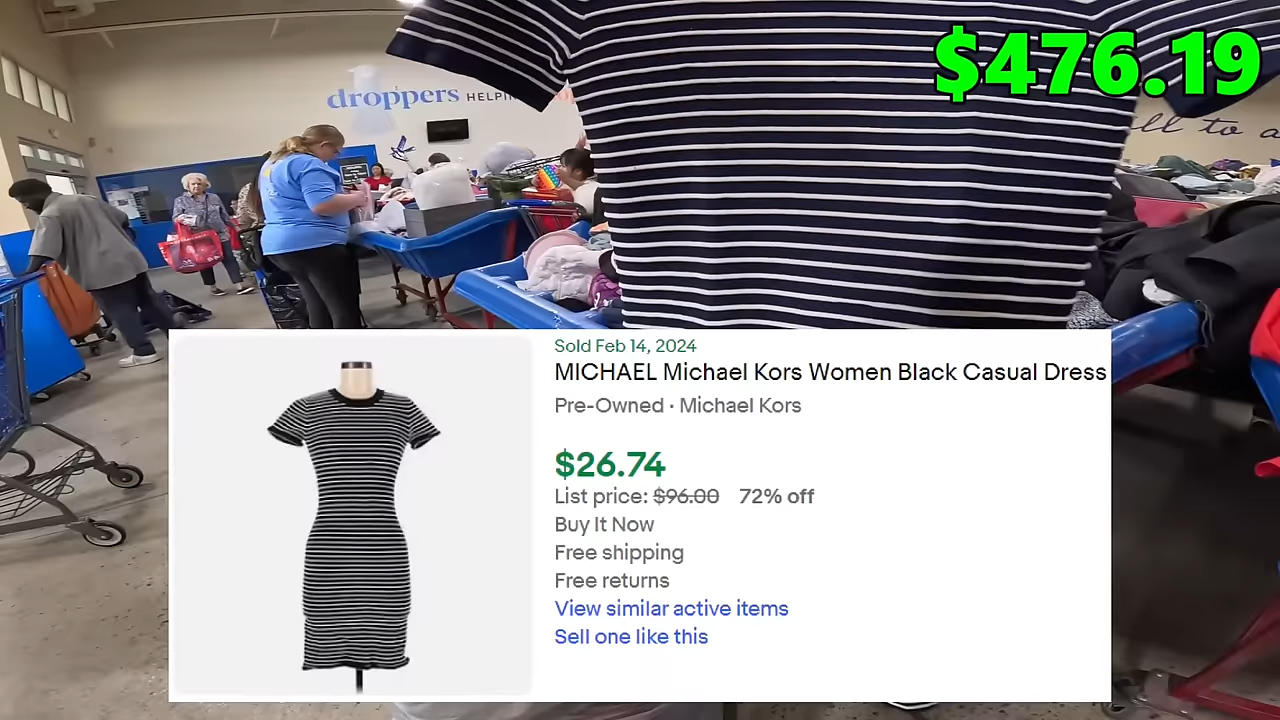 $476.19
droppers
ll to a
Sold Feb 14, 2024
MICHAEL Michael Kors Women Black Casual Dress
Pre-Owned · Michael Kors
$26.74
List price: $96.00 72% off
Buy It Now
Free shipping
Free returns
View similar active items
Sell one like this